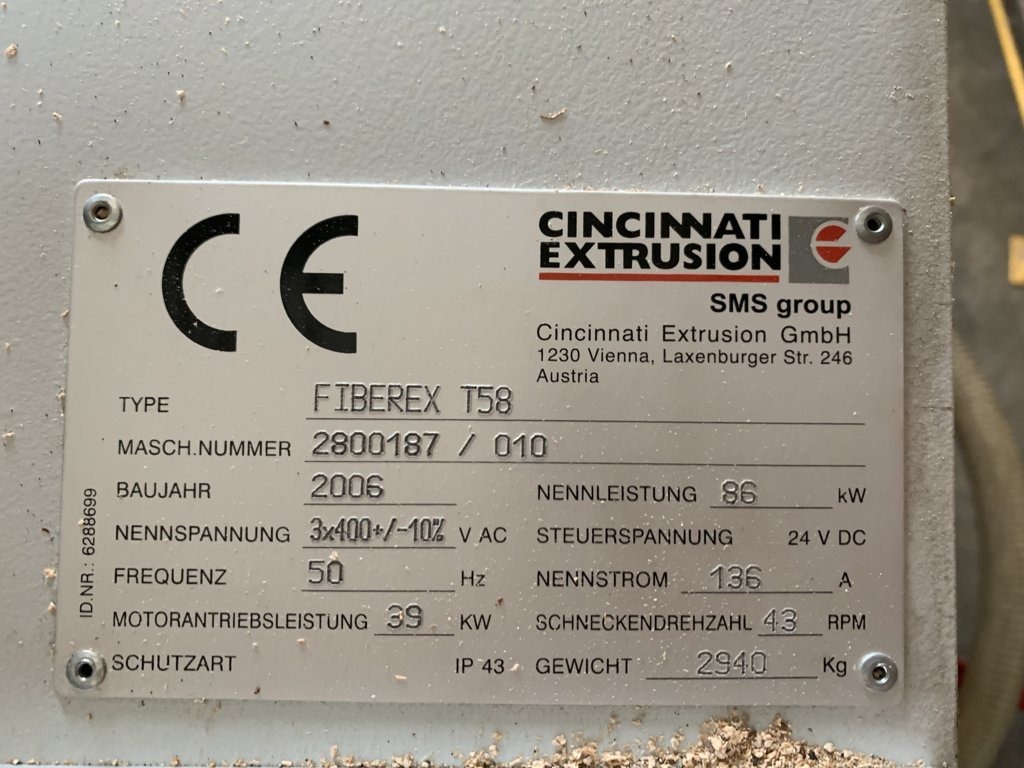 CE
CINCINNATI
EXTRUSION
SMS group
Cincinnati Extrusion GmbH
1230 Vienna, Laxenburger Str. 246
Austria
TYPE FIBEREX T58
MASCH.NUMMER 2800187 / 010
BAUJAHR 2006 NENNLEISTUNG 86 kW
NENNSPANNUNG 3x400+/-10% V AC STEUERSPANNUNG 24 V DC
FREQUENZ 50 Hz NENNSTROM 136 A
MOTORANTRIEBSLEISTUNG 39 KW SCHNECKENDREHZAHL 43 RPM
SCHUTZART IP 43 GEWICHT 2940 Kg
ID.NR.: 6288699